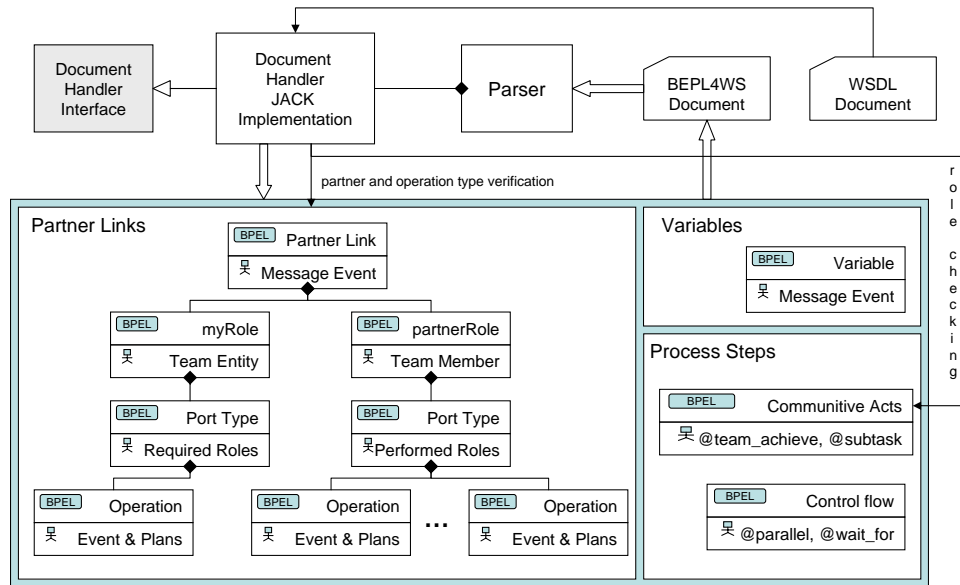 Document
Handler
Interface
Document
Handler
JACK
Implementation
Parser
BEPL4WS
Document
WSDL
Document
partner and operation type verification
role checking
Partner Links
BPEL Partner Link
Message Event
BPEL myRole
Team Entity
BPEL partnerRole
Team Member
BPEL Port Type
Required Roles
BPEL Port Type
Performed Roles
BPEL Operation
Event & Plans
BPEL Operation
Event & Plans
...
BPEL Operation
Event & Plans
Variables
BPEL Variable
Message Event
Process Steps
BPEL Communitive Acts
@team_achieve, @subtask
BPEL Control flow
@parallel, @wait_for